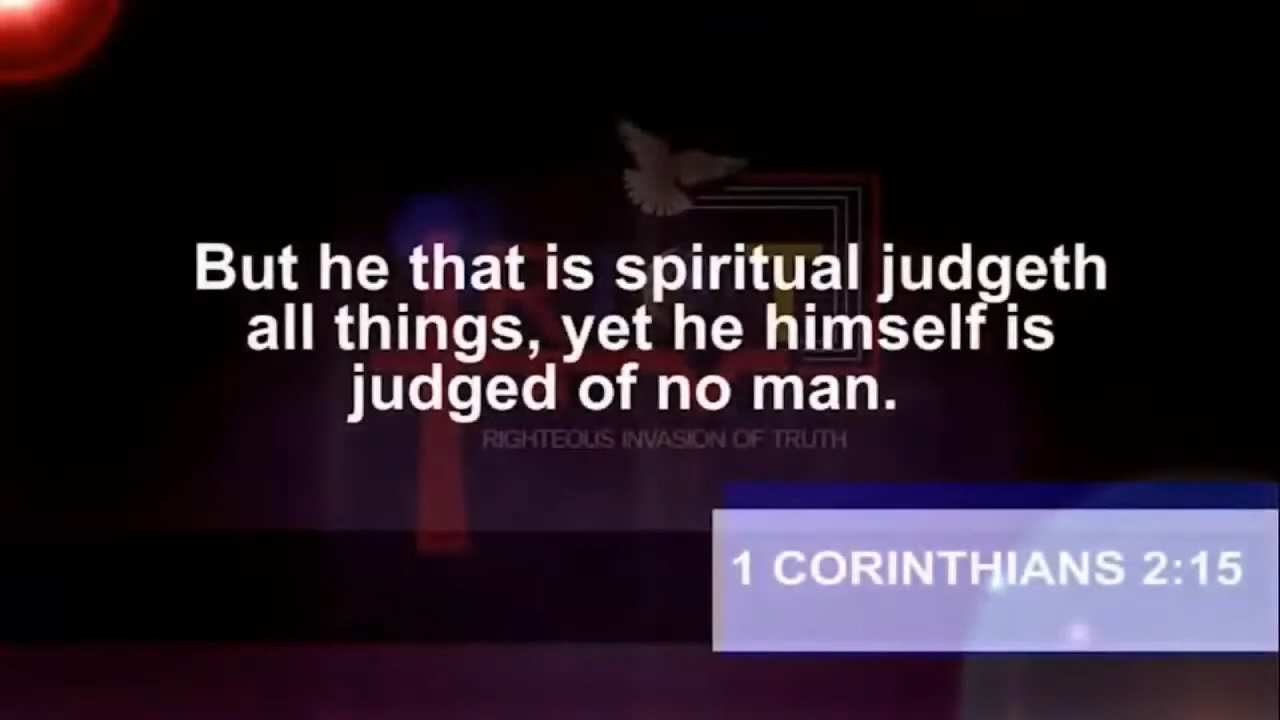 But he that is spiritual judgeth
all things, yet he himself is
judged of no man.
RIGHTEOUS INVASION OF TRUTH
1 CORINTHIANS 2:15